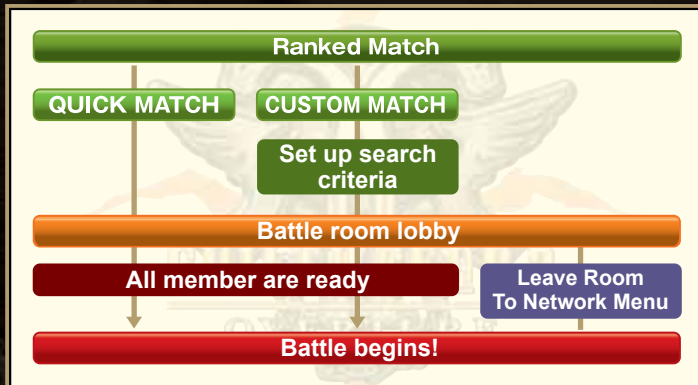 Ranked Match
QUICK MATCH
CUSTOM MATCH
Set up search
criteria
Battle room lobby
All member are ready
Leave Room
To Network Menu
Battle begins!